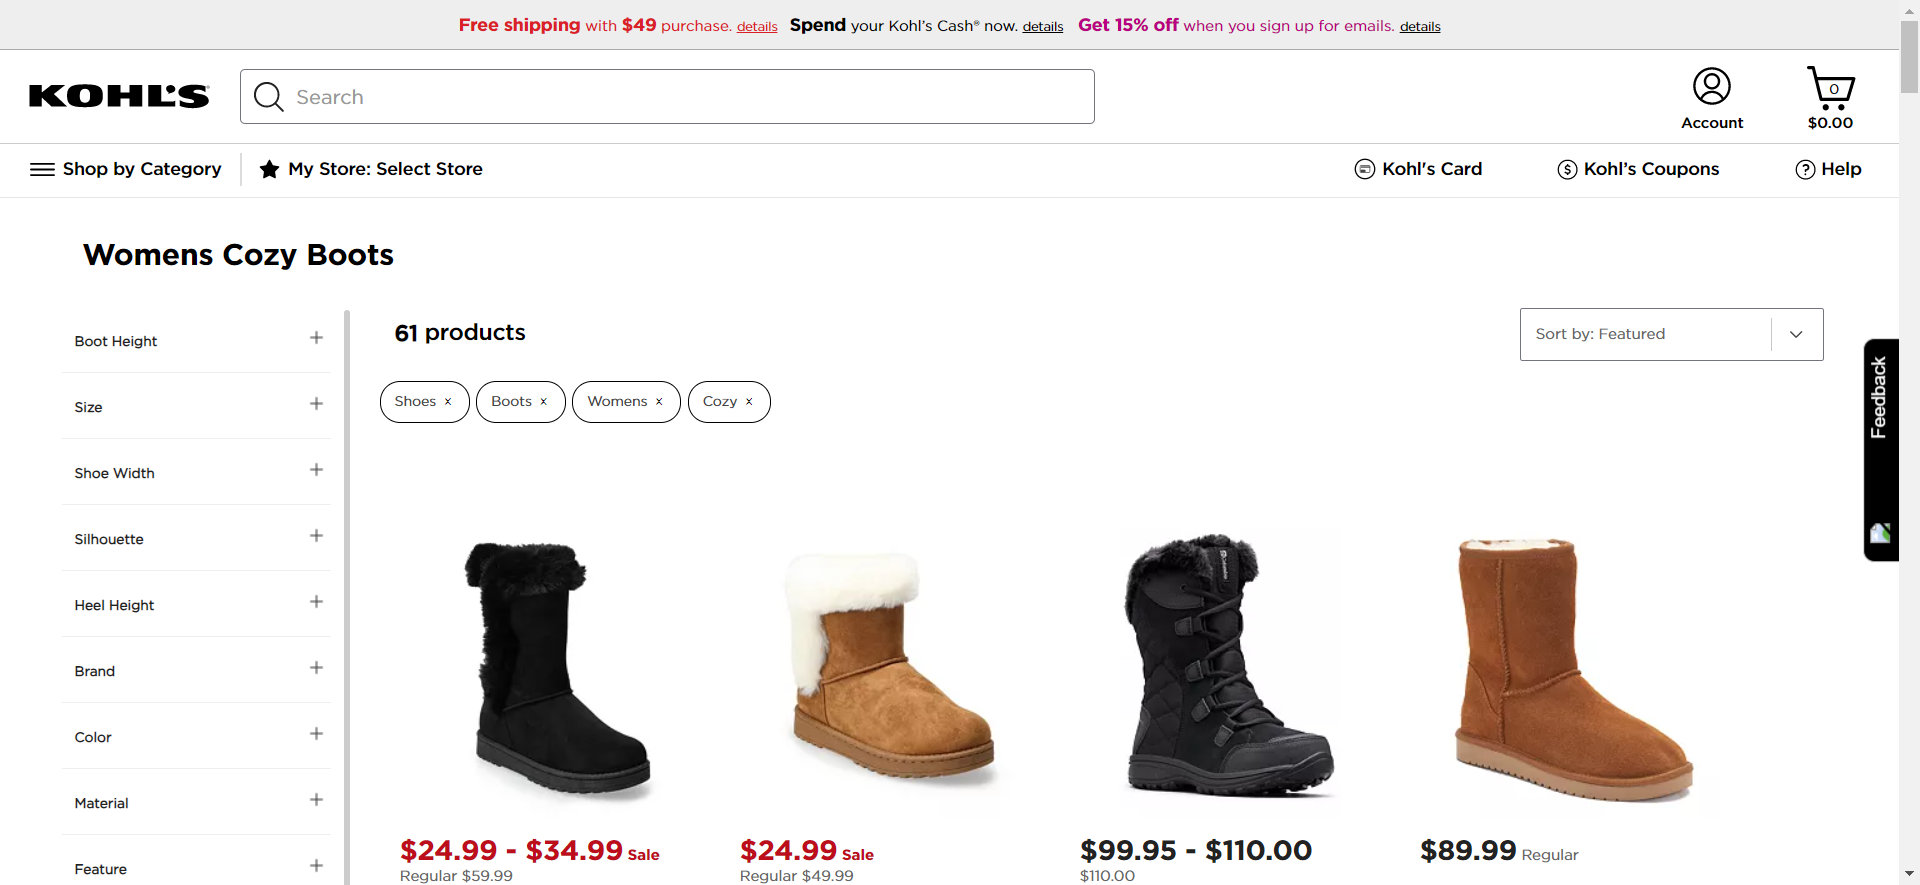 Free shipping with $49 purchase. details Spend your Kohl's Cash® now. details Get 15% off when you sign up for emails. details
KOHL'S
Search
Account
0
$0.00
Shop by Category
My Store: Select Store
Kohl's Card
Kohl's Coupons
Help
Womens Cozy Boots
Boot Height
Size
Shoe Width
Silhouette
Heel Height
Brand
Color
Material
Feature
61 products
Sort by: Featured
Shoes x
Boots x
Womens x
Cozy x
Feedback
Columbia
$24.99 - $34.99 Sale
Regular $59.99
$24.99 Sale
Regular $49.99
$99.95 - $110.00
$110.00
$89.99 Regular